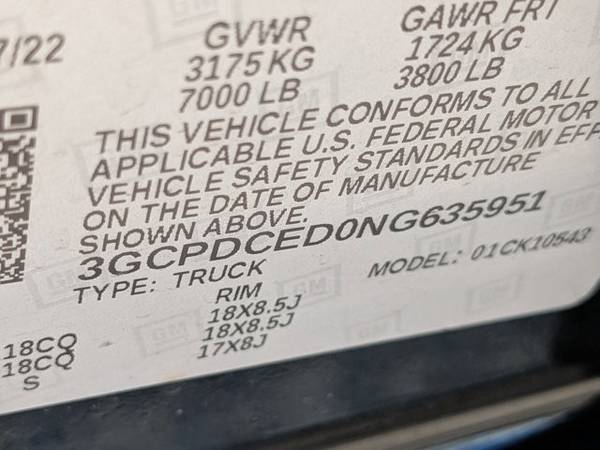 7/22
GVWR
GAWR FRT
3175 KG
1724 KG
7000 LB
3800 LB
THIS VEHICLE CONFORMS TO ALL
APPLICABLE U.S. FEDERAL MOTOR
VEHICLE SAFETY STANDARDS IN EFF
ON THE DATE OF MANUFACTURE
SHOWN ABOVE.
3GCPDCED0NG635951
TYPE: TRUCK
MODEL: 01CK10543
RIM
18CQ 18X8.5J
18CQ 18X8.5J
S 17X8J